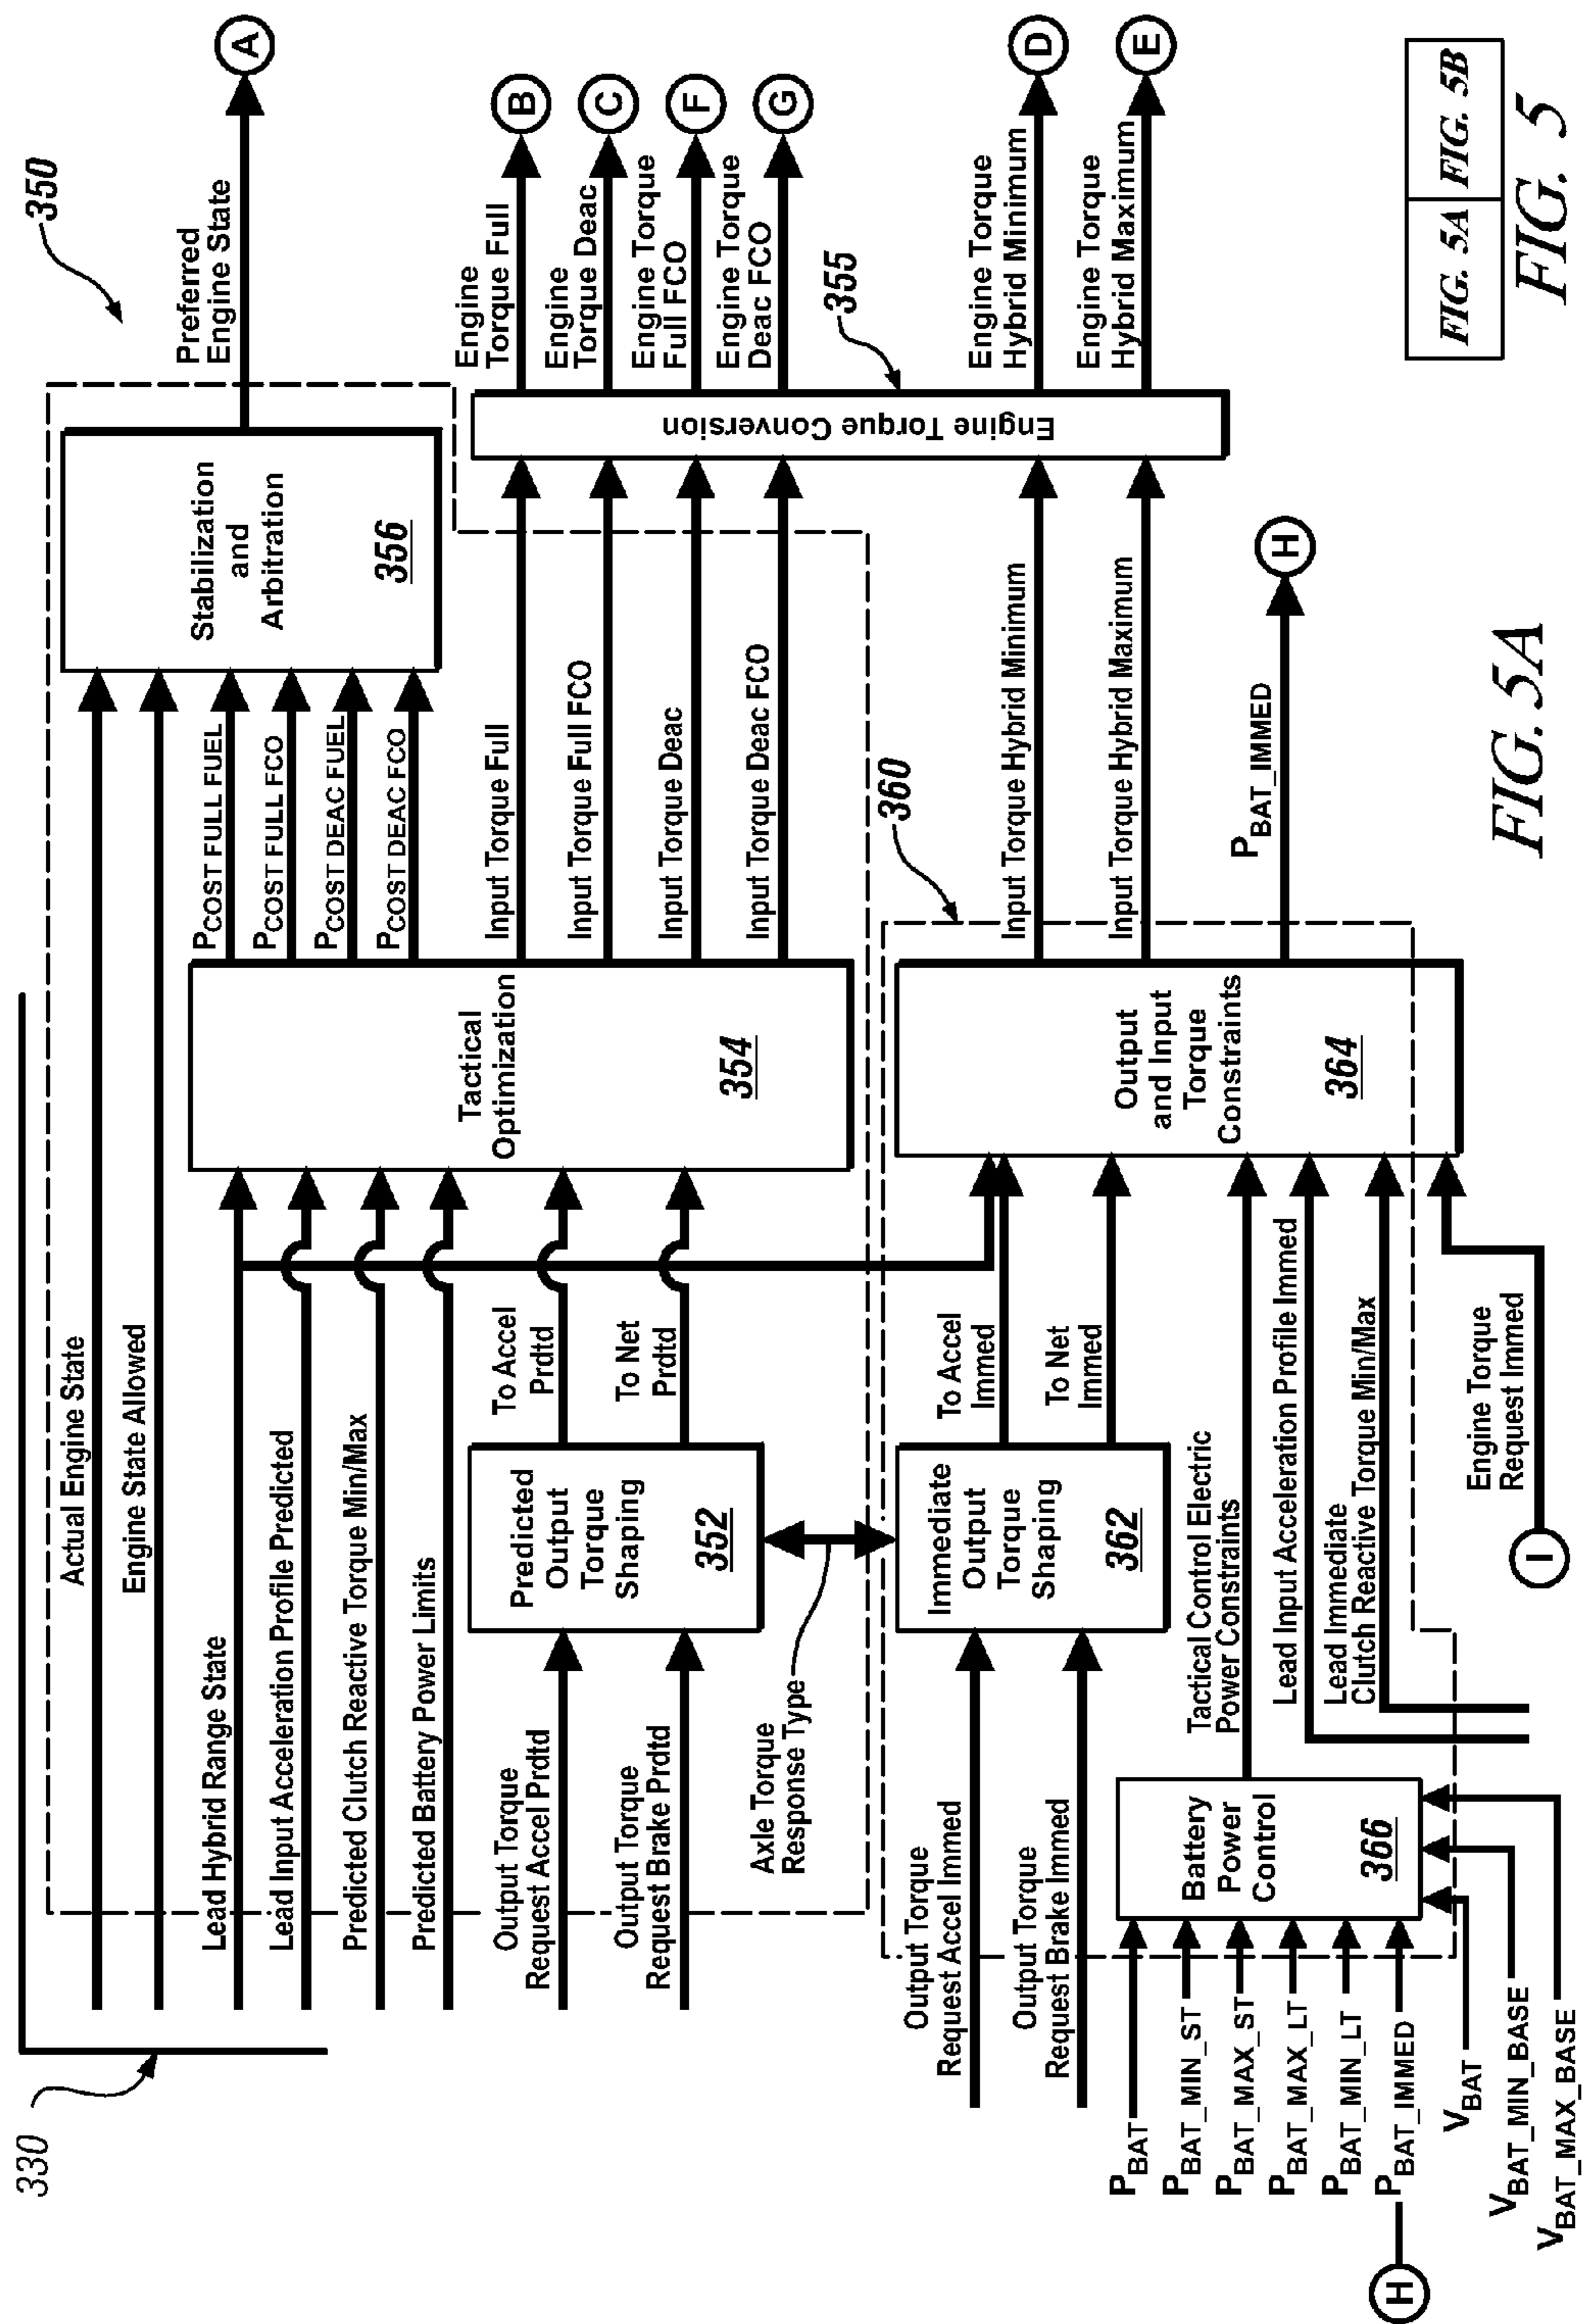 350
330
Actual Engine State
Engine State Allowed
Lead Hybrid Range State
Lead Input Acceleration Profile Predicted
Predicted Clutch Reactive Torque Min/Max
Predicted Battery Power Limits
Output Torque
Request Accel Prdtd
Output Torque
Request Brake Prdtd
Predicted
Output
Torque
Shaping
352
To Accel
Prdtd
To Net
Prdtd
Tactical
Optimization
354
PCOST FULL FUEL
PCOST FULL FCO
PCOST DEAC FUEL
PCOST DEAC FCO
Stabilization
and
Arbitration
356
Preferred
Engine State
A
Input Torque Full
Input Torque Full FCO
Input Torque Deac
Input Torque Deac FCO
Engine Torque Conversion
355
Engine
Torque Full
B
Engine
Torque Deac
C
Engine Torque
Full FCO
F
Engine Torque
Deac FCO
G
Engine Torque
Hybrid Minimum
D
Engine Torque
Hybrid Maximum
E
Axle Torque
Response Type
360
Output Torque
Request Accel Immed
Output Torque
Request Brake Immed
Immediate
Output
Torque
Shaping
362
To Accel
Immed
To Net
Immed
Output
and Input
Torque
Constraints
364
Input Torque Hybrid Minimum
Input Torque Hybrid Maximum
PBAT_IMMED
H
Tactical Control Electric
Power Constraints
Lead Input Acceleration Profile Immed
Lead Immediate
Clutch Reactive Torque Min/Max
Engine Torque
Request Immed
I
Battery
Power
Control
366
PBAT
PBAT_MIN_ST
PBAT_MAX_ST
PBAT_MAX_LT
PBAT_MIN_LT
H
PBAT_IMMED
VBAT
VBAT_MIN_BASE
VBAT_MAX_BASE
FIG. 5A
FIG. 5A FIG. 5B
FIG. 5